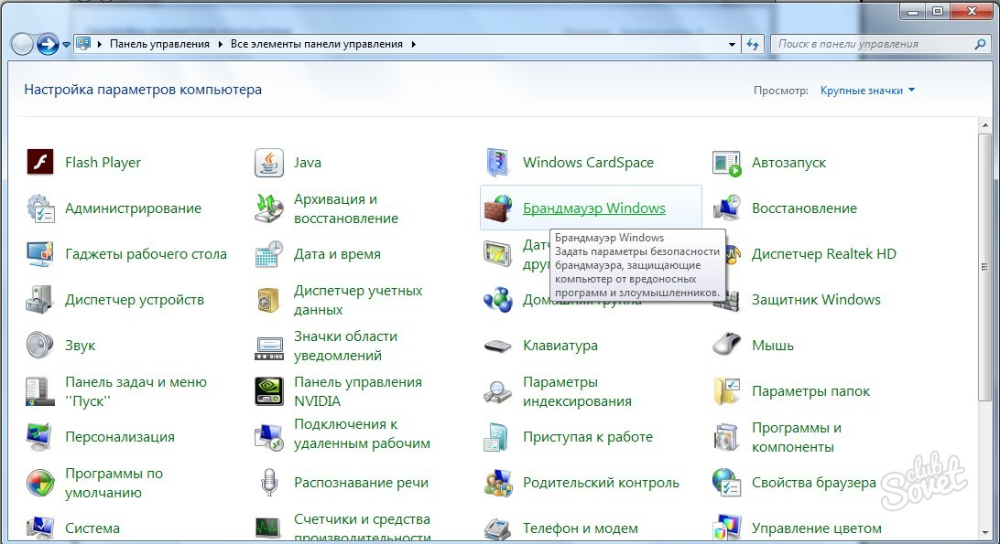 Панель управления Все элементы панели управления
Поиск в панели управления
Настройка параметров компьютера
Просмотр: Крупные значки
Flash Player
Java
Windows CardSpace
Автозапуск
Администрирование
Архивация и
восстановление
Брандмауэр Windows
Восстановление
Гаджеты рабочего стола
Дата и время
Брандмауэр Windows
Задать параметры безопасности
брандмауэра, защищающие
компьютер от вредоносных
программ и злоумышленников.
Диспетчер Realtek HD
Диспетчер устройств
Диспетчер учетных
данных
Домашняя группа
Защитник Windows
Звук
Значки области
уведомлений
Клавиатура
Мышь
Панель задач и меню
''Пуск''
Панель управления
NVIDIA
Параметры
индексирования
Параметры папок
Персонализация
Подключения к
удаленным рабочим
Приступая к работе
Программы и
компоненты
Программы по
умолчанию
Распознавание речи
Родительский контроль
Свойства браузера
Система
Счетчики и средства
производительности
Телефон и модем
Управление цветом
club
Sovet